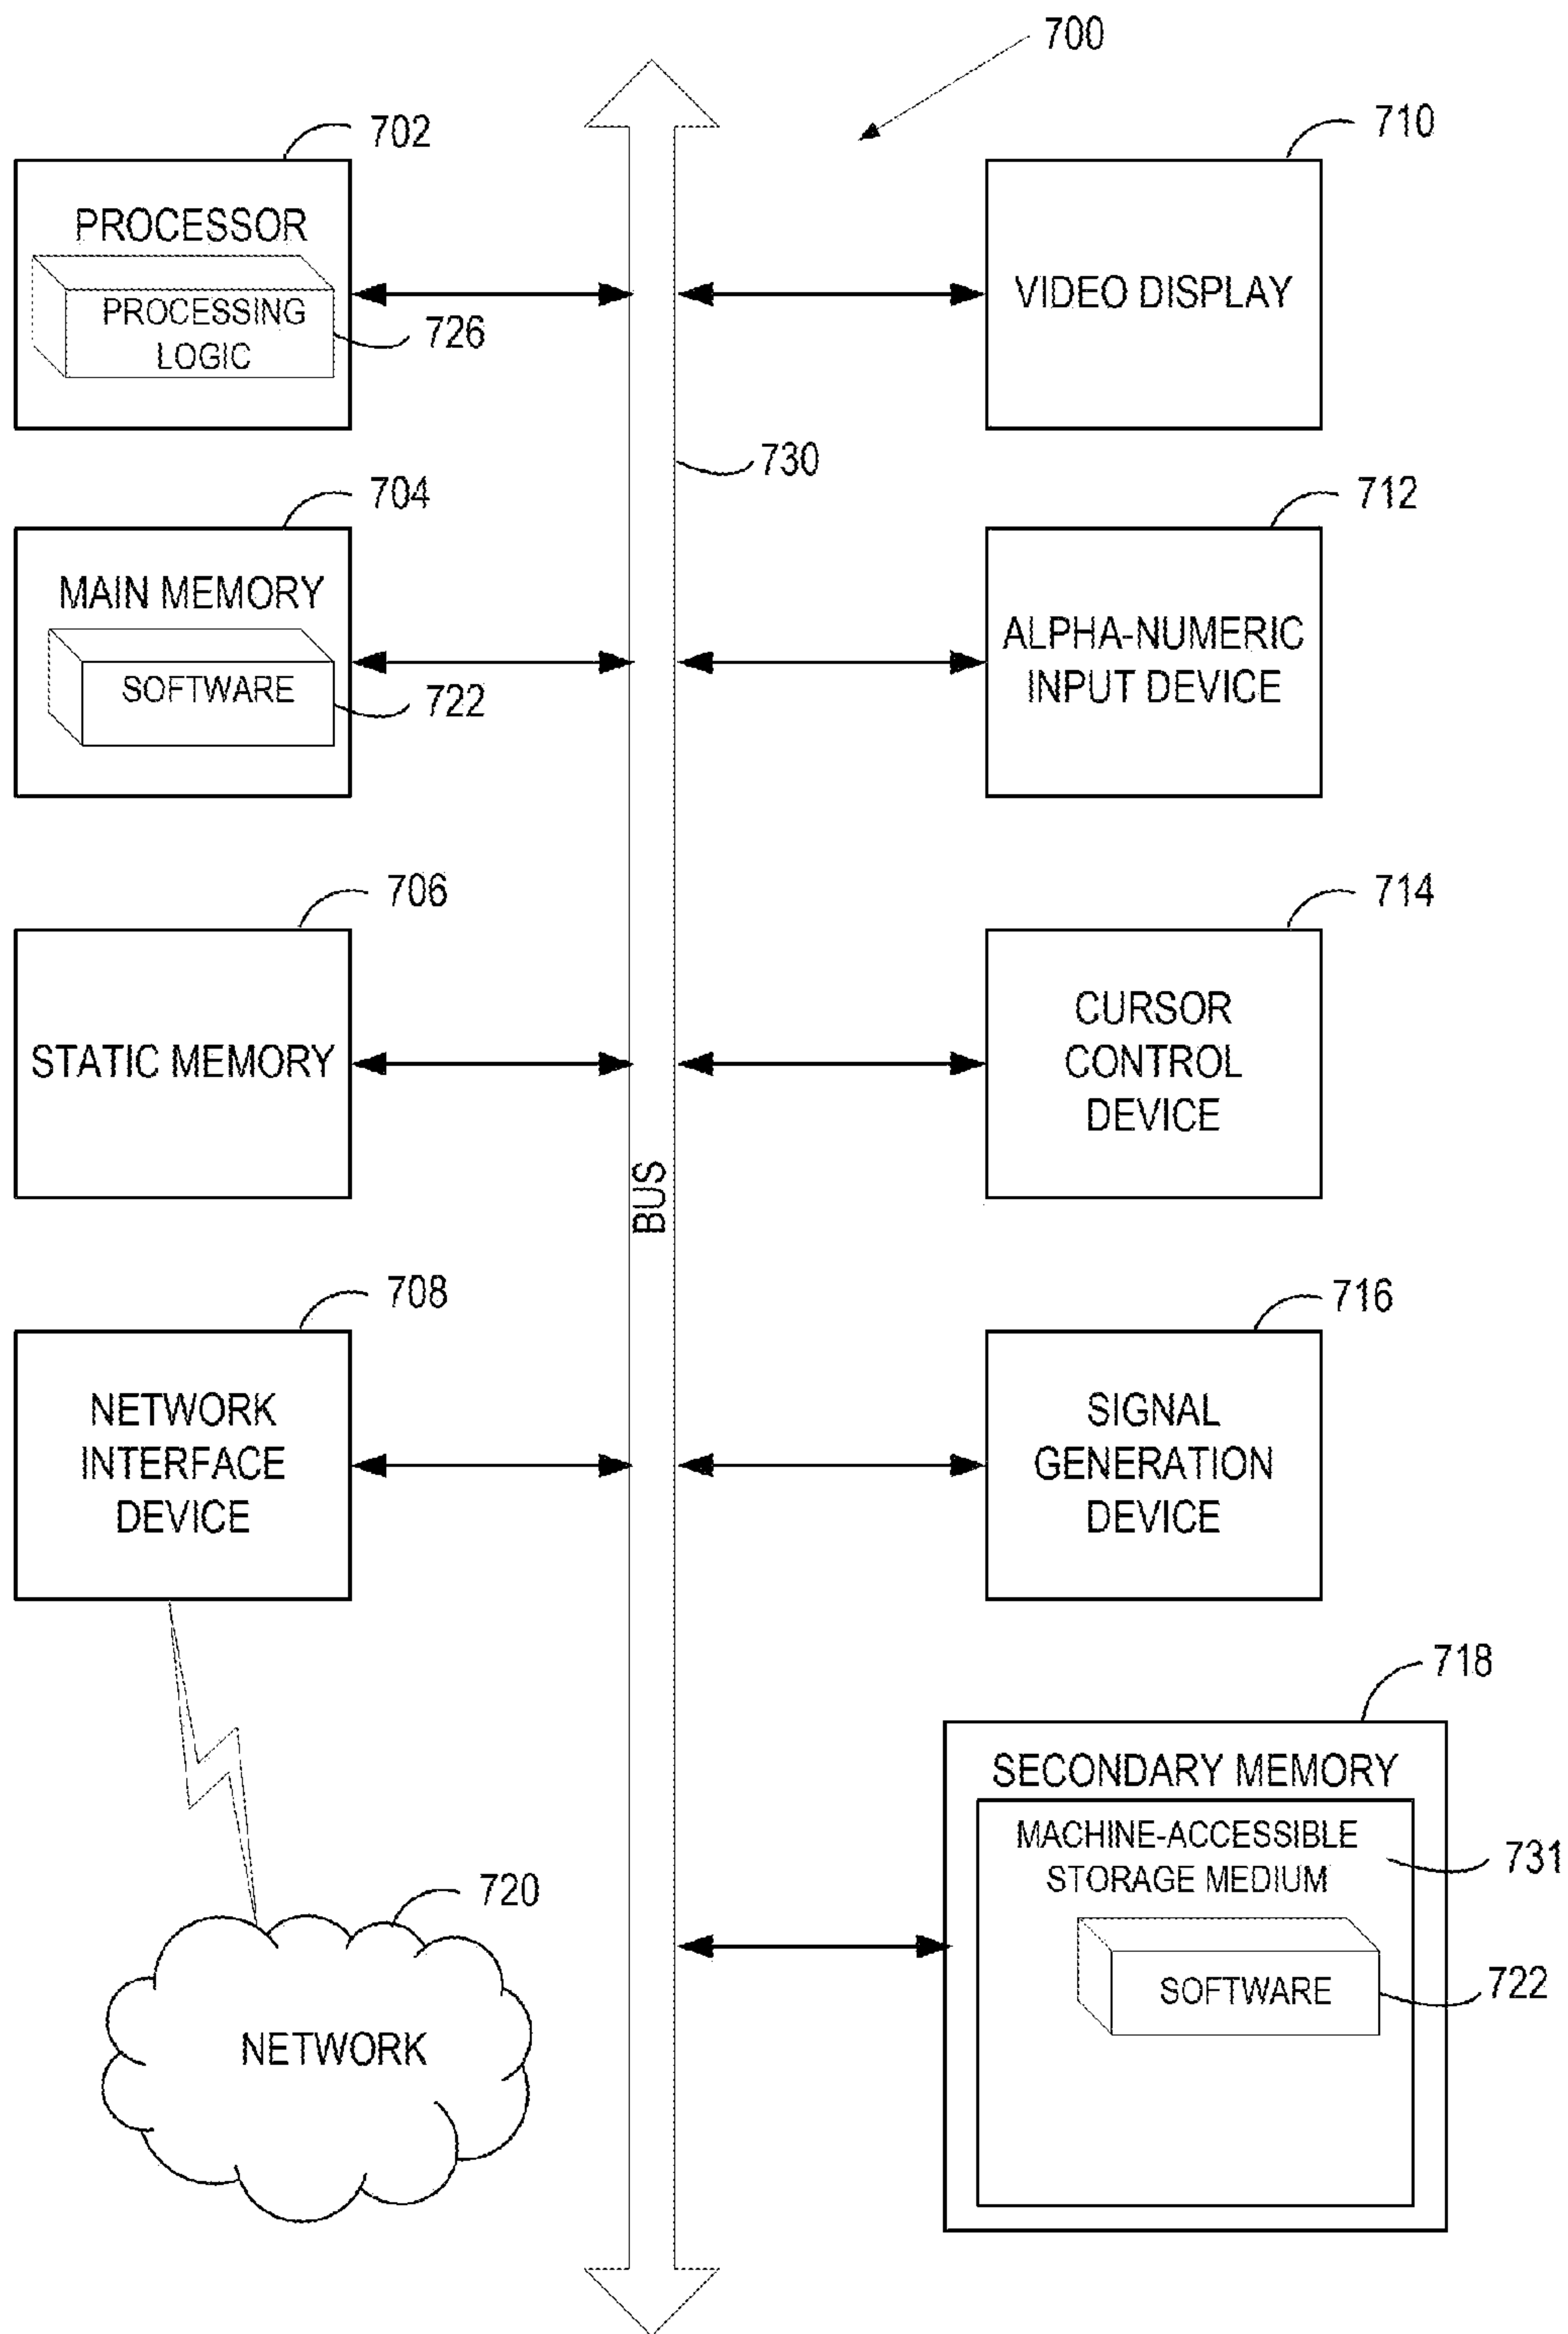 700
702
PROCESSOR
PROCESSING
LOGIC
726
710
VIDEO DISPLAY
730
704
MAIN MEMORY
SOFTWARE
722
712
ALPHA-NUMERIC
INPUT DEVICE
706
STATIC MEMORY
714
CURSOR
CONTROL
DEVICE
BUS
708
NETWORK
INTERFACE
DEVICE
716
SIGNAL
GENERATION
DEVICE
718
SECONDARY MEMORY
MACHINE-ACCESSIBLE
STORAGE MEDIUM
731
SOFTWARE
722
720
NETWORK